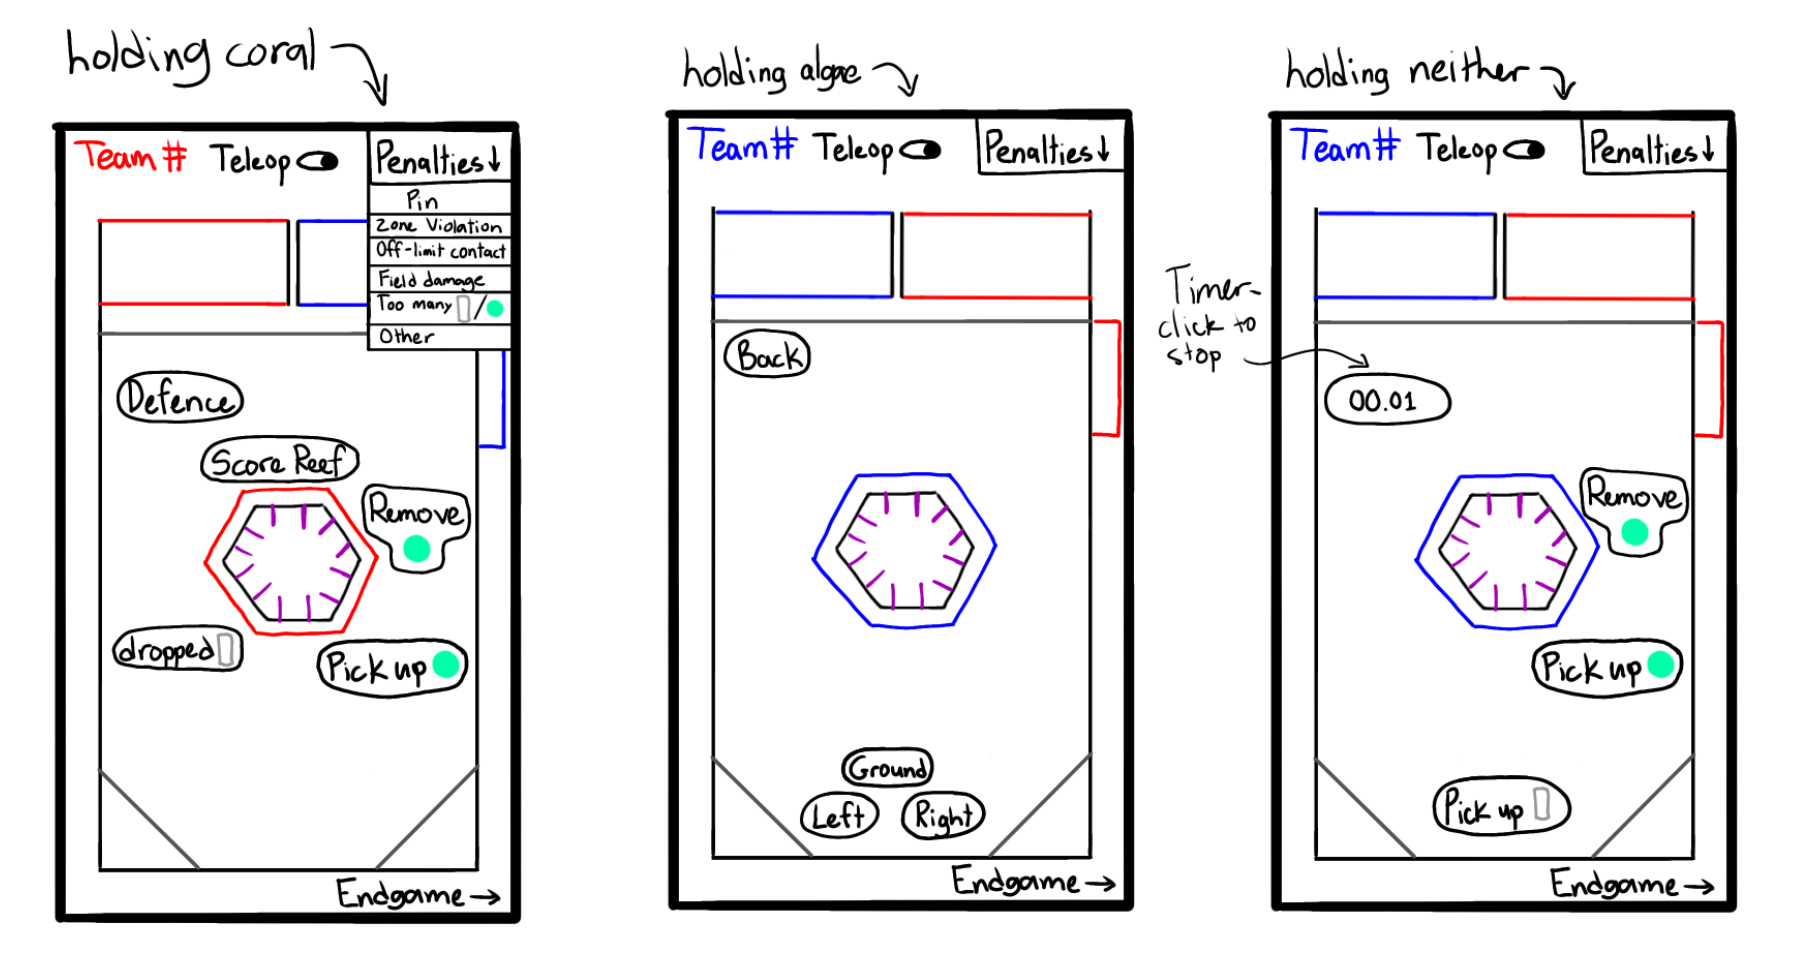 holding coral
Team # Teleop Penalties↓
Pin
Zone Violation
Off-limit contact
Field damage
Too many /
Other
Defence
Score Reef
Remove
dropped
Pick up
Endgame →
holding algae
Team # Teleop Penalties↓
Back
Ground
Left Right
Endgame →
holding neither
Team # Teleop Penalties↓
Timer-
click to
stop
00.01
Remove
Pick up
Pick up
Endgame →